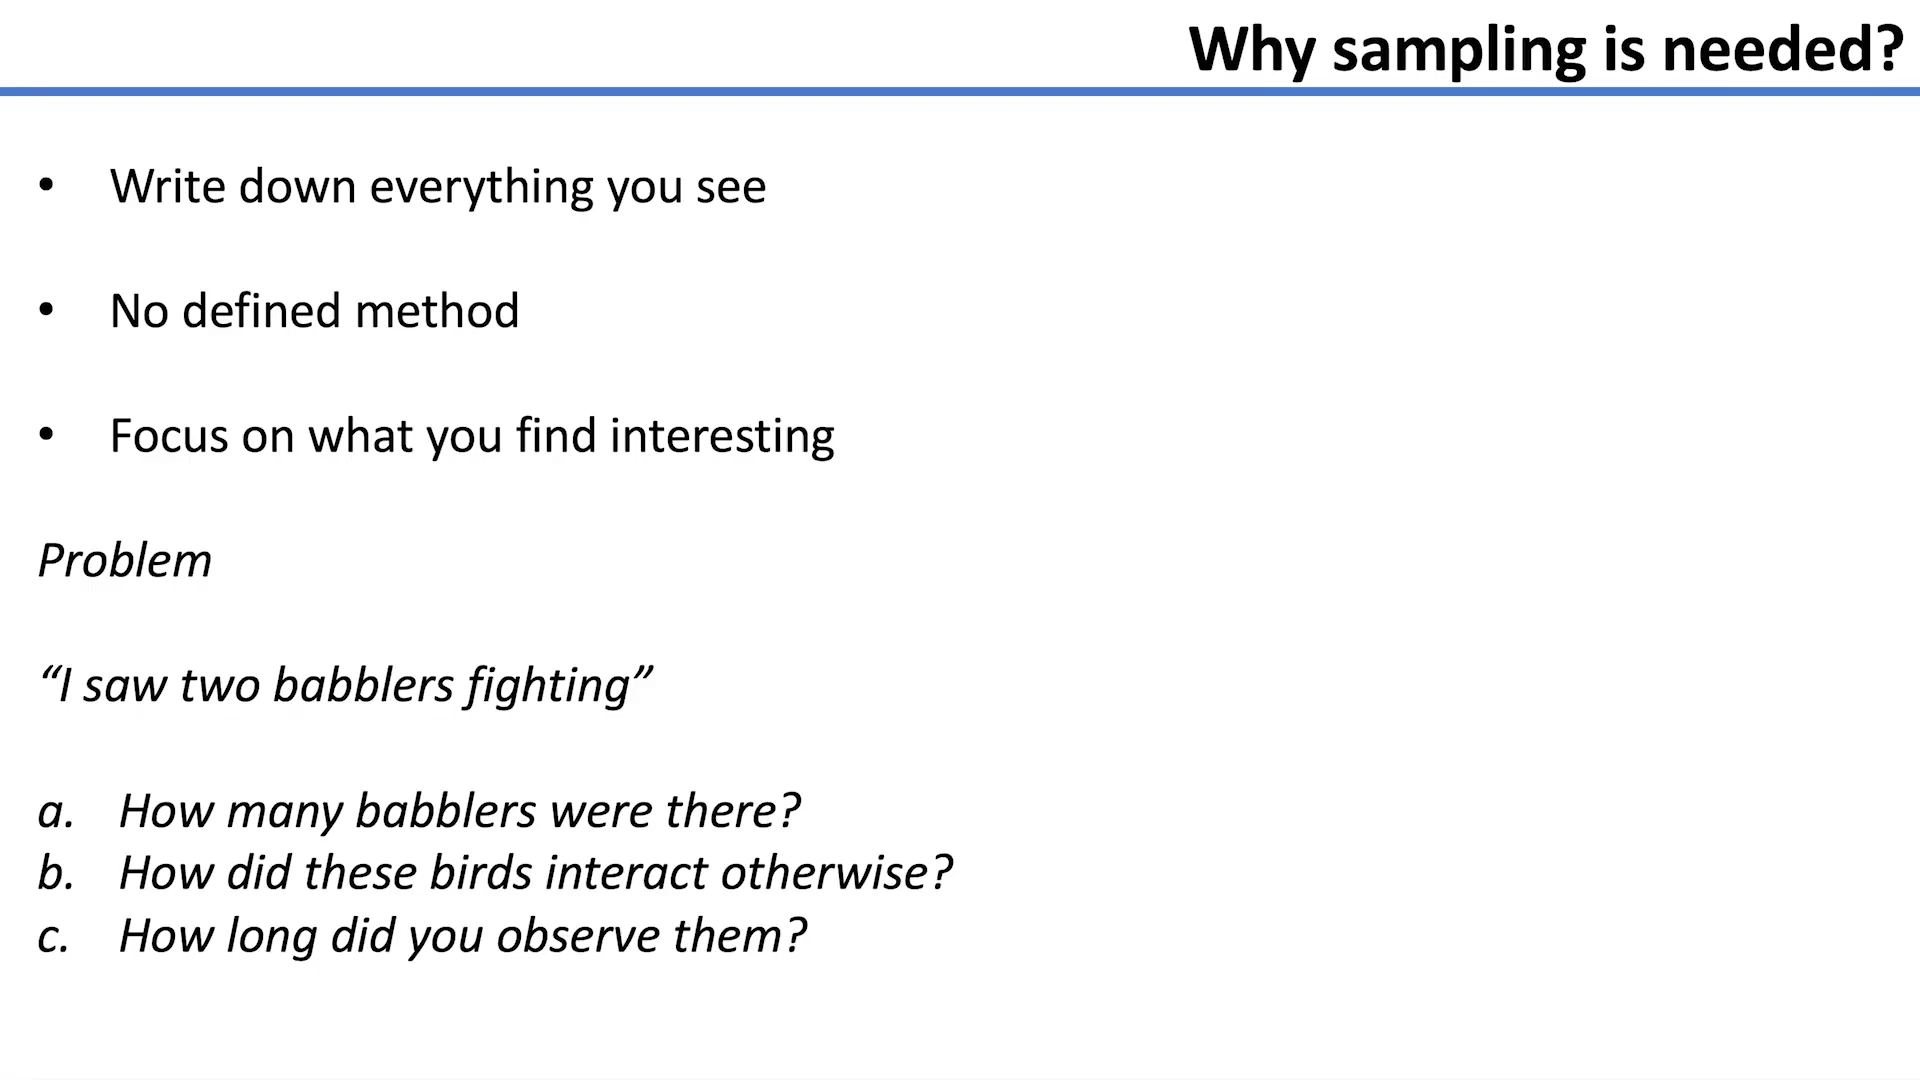 Why sampling is needed?
• Write down everything you see
• No defined method
• Focus on what you find interesting
Problem
“I saw two babblers fighting”
a. How many babblers were there?
b. How did these birds interact otherwise?
c. How long did you observe them?